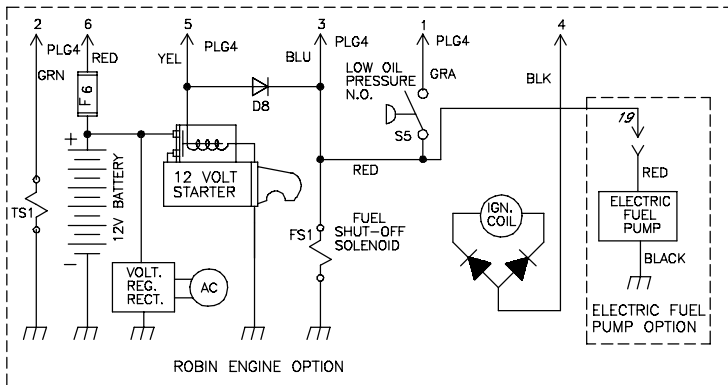 2
6
5
3
1
4
PLG4
PLG4
PLG4
PLG4
RED
YEL
BLU
GRA
BLK
GRN
F6
D8
LOW OIL
PRESSURE
N.O.
S5
19
RED
RED
12 VOLT
STARTER
+
12V BATTERY
−
TS1
FS1
FUEL
SHUT-OFF
SOLENOID
IGN.
COIL
ELECTRIC
FUEL
PUMP
BLACK
VOLT.
REG.
RECT.
AC
ELECTRIC FUEL
PUMP OPTION
ROBIN ENGINE OPTION